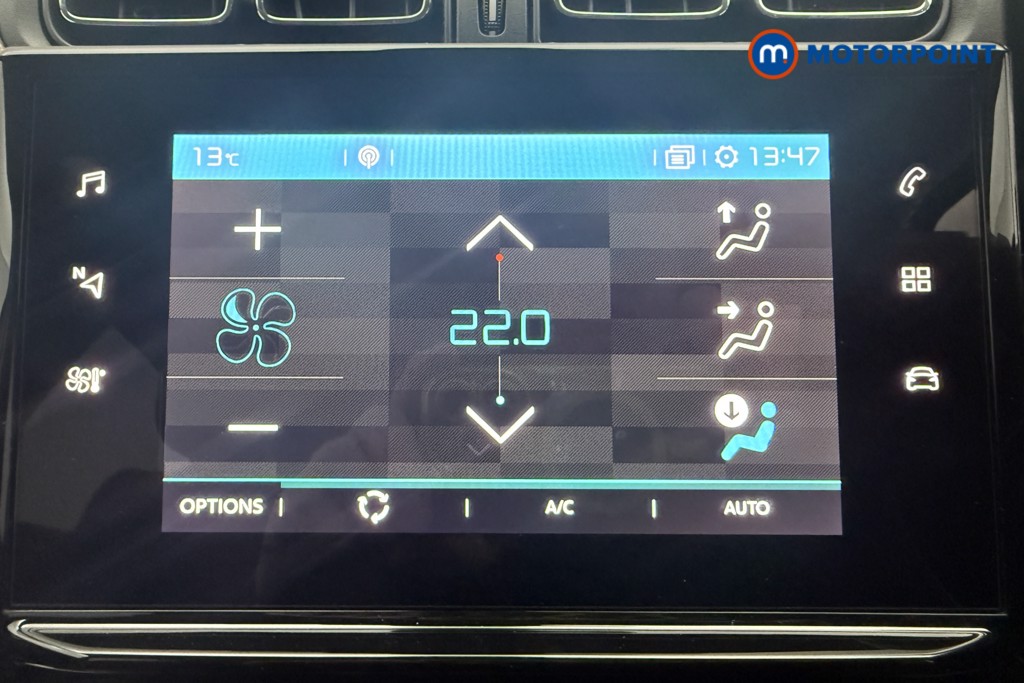 m. MOTORPOINT
13°C 13:47
N
22.0
OPTIONS A/C AUTO